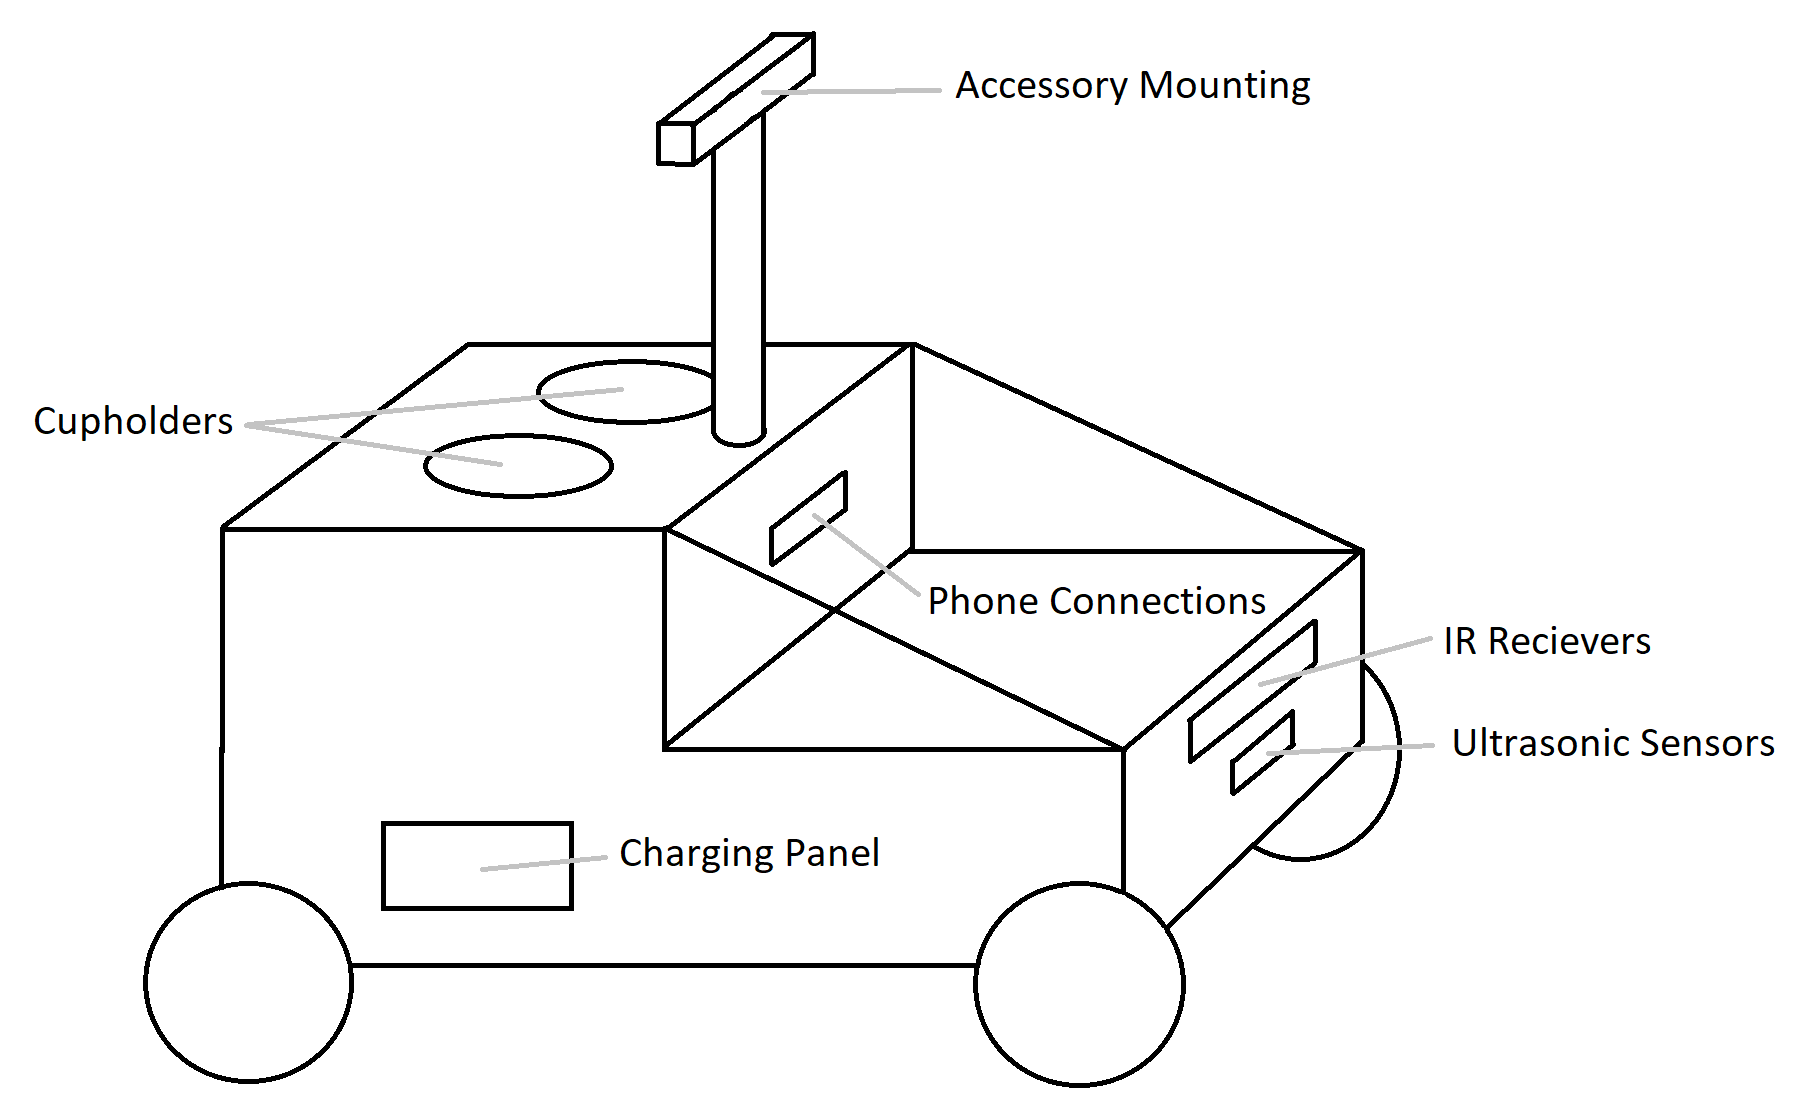 Accessory Mounting
Cupholders
Phone Connections
IR Recievers
Ultrasonic Sensors
Charging Panel